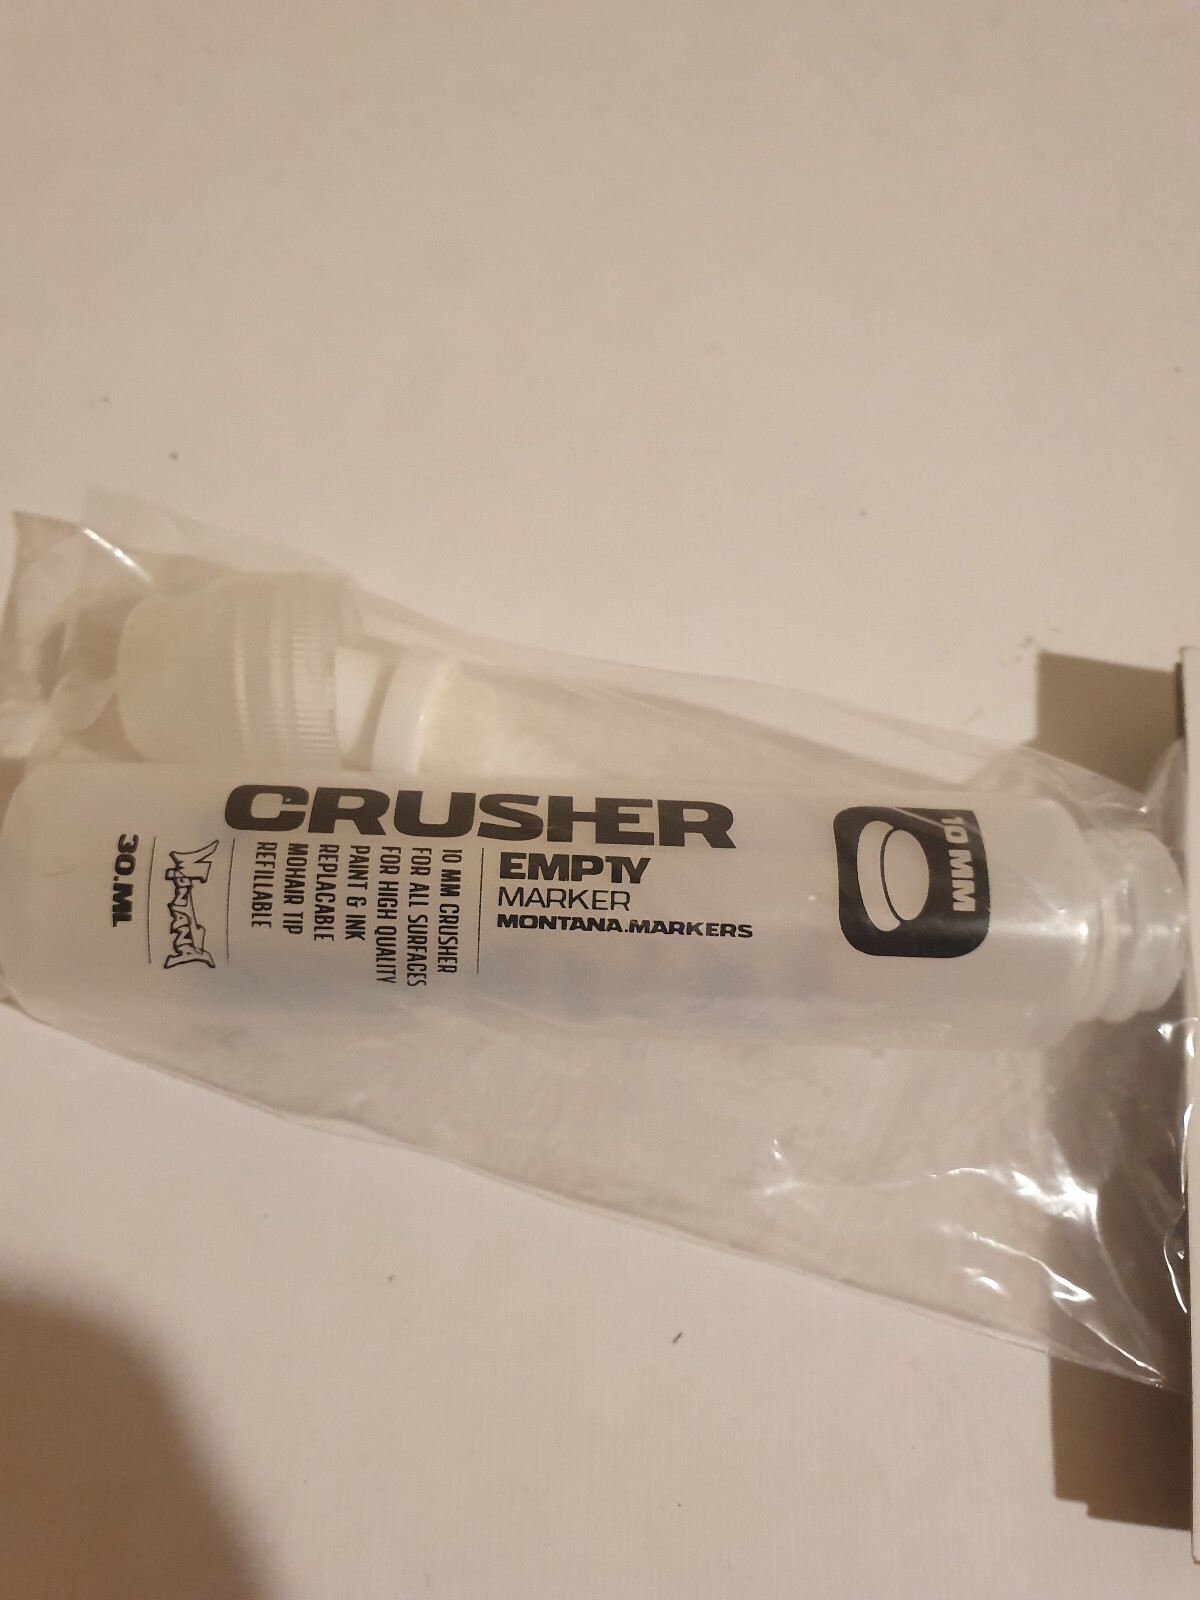 CRUSHER
EMPTY
MARKER
MONTANA.MARKERS
10 MM
10 MM CRUSHER
FOR ALL SURFACES
FOR HIGH QUALITY
PAINT & INK
REPLACABLE
MOHAIR TIP
REFILLABLE
MONTANA
30.ML